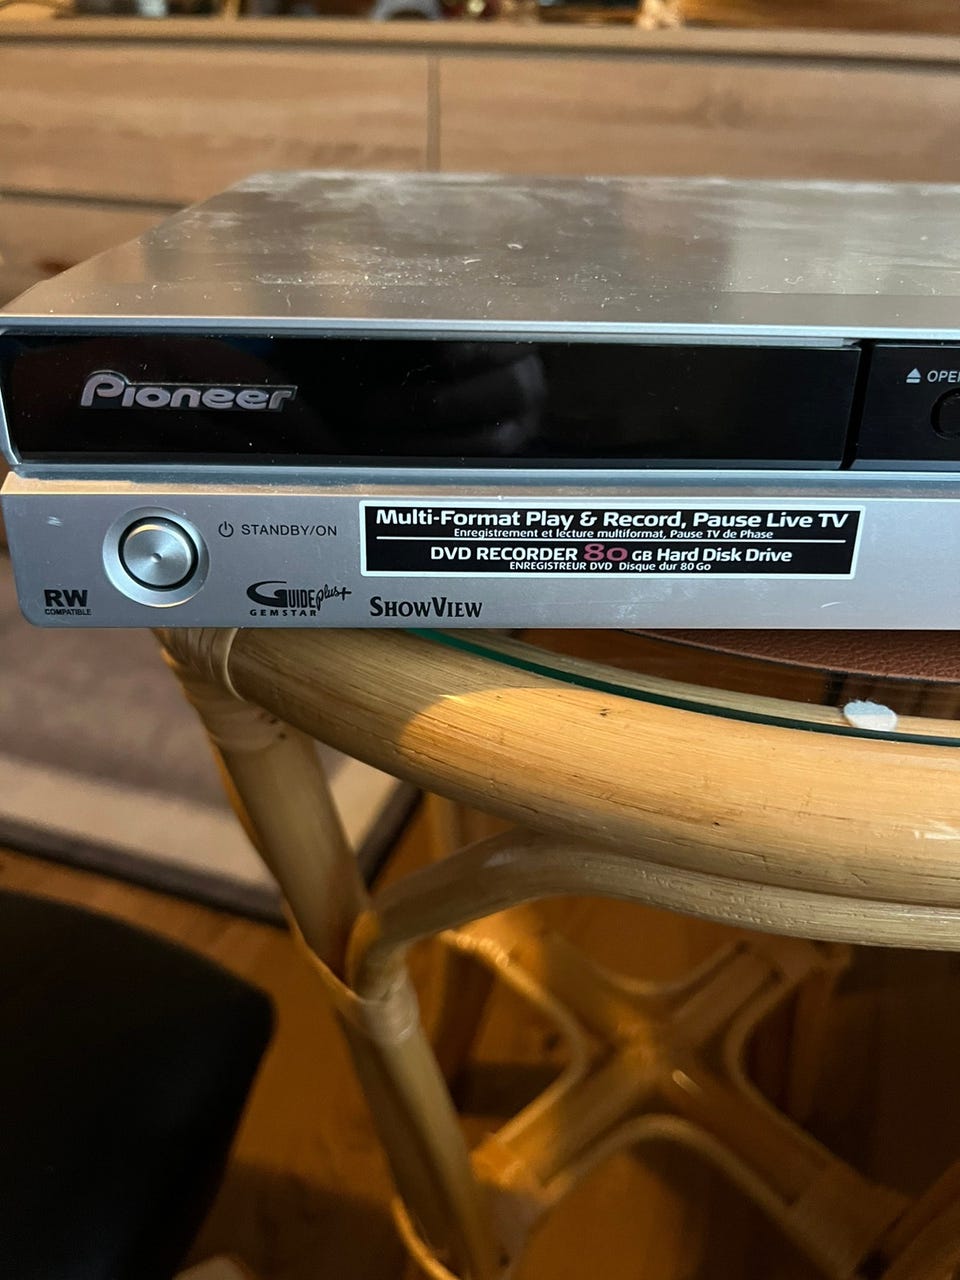 Pioneer
OPE
STANDBY/ON
Multi-Format Play & Record, Pause Live TV
Enregistrement et lecture multiformat, Pause TV de Phase
DVD RECORDER 80 GB Hard Disk Drive
ENREGISTREUR DVD Disque dur 80 Go
RW
COMPATIBLE
GUIDE plus+
GEMSTAR
SHOWVIEW